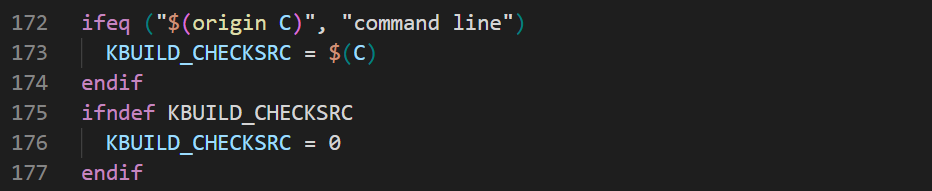 172 ifeq ("$(origin C)", "command line")
173   KBUILD_CHECKSRC = $(C)
174 endif
175 ifndef KBUILD_CHECKSRC
176   KBUILD_CHECKSRC = 0
177 endif